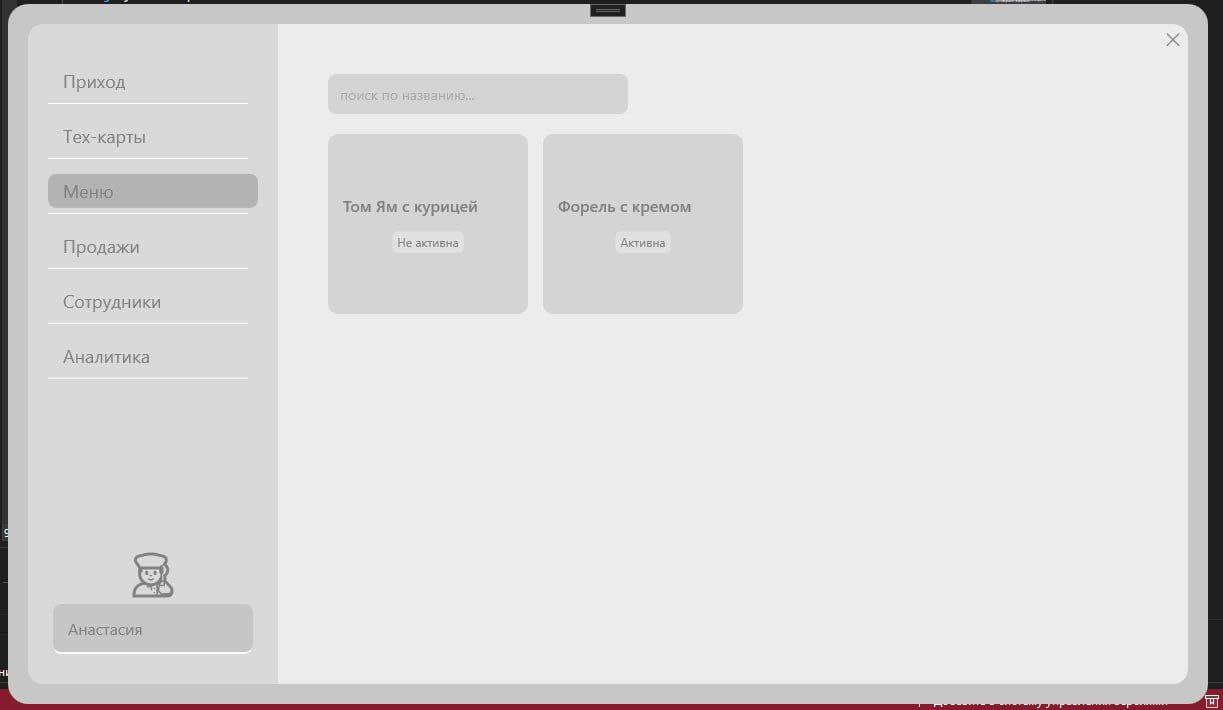 Приход
Тех-карты
Меню
Продажи
Сотрудники
Аналитика
Анастасия
поиск по названию...
Том Ям с курицей
Не активна
Форель с кремом
Активна